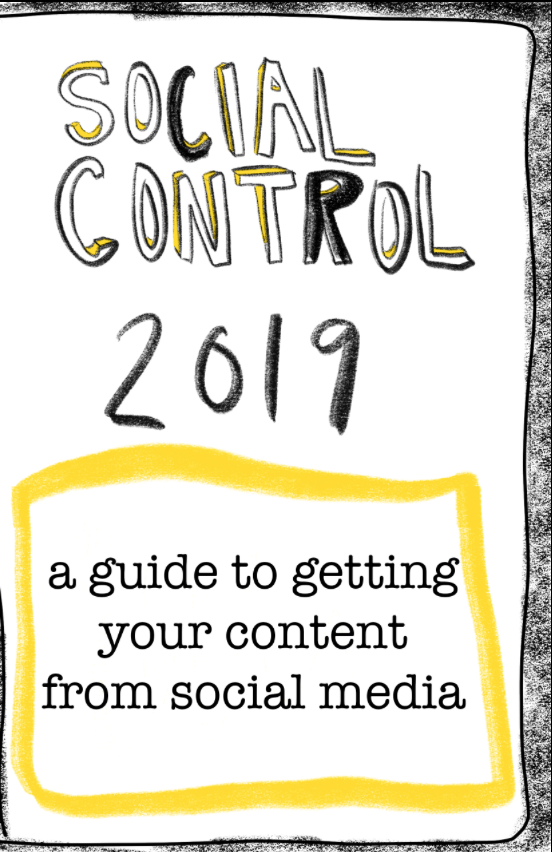 SOCIAL
CONTROL
2019
a guide to getting
your content
from social media